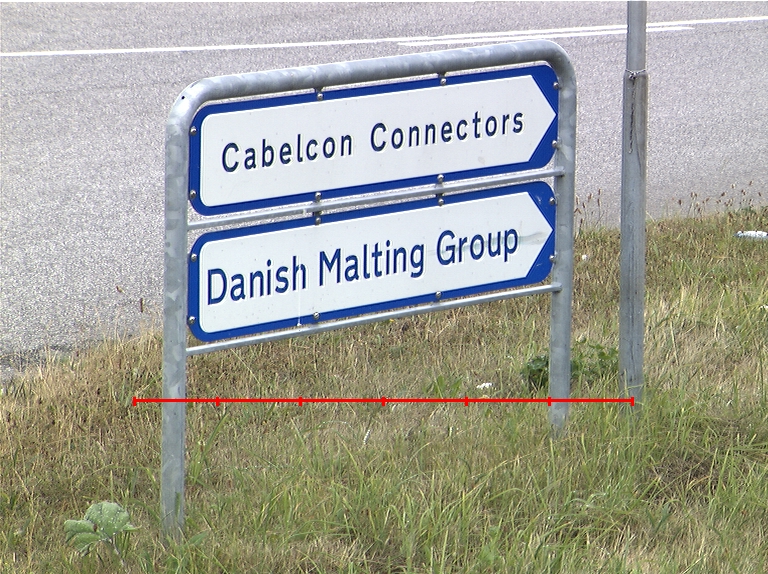 Cabelcon Connectors
Danish Malting Group